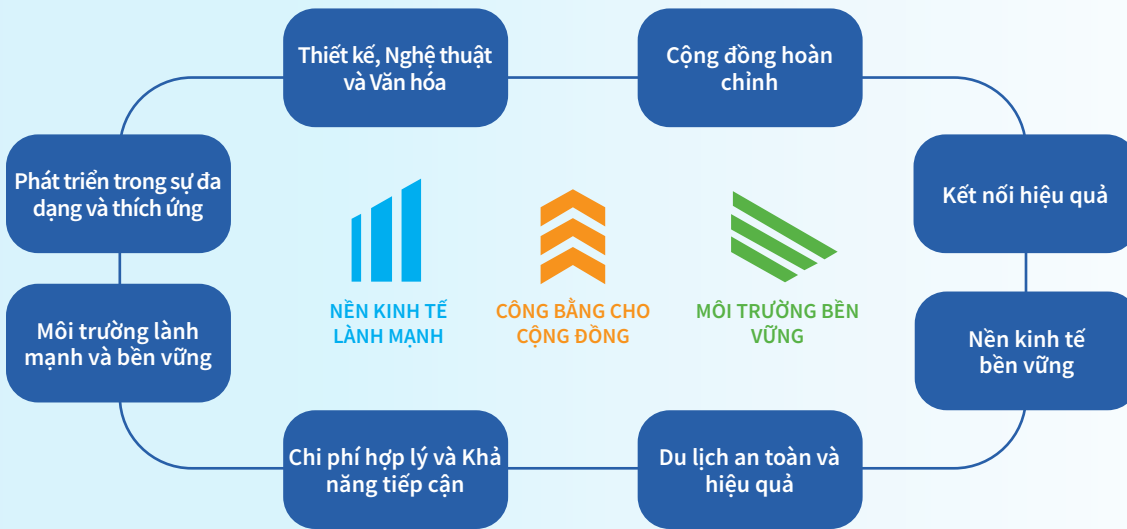 Thiết kế, Nghệ thuật
và Văn hóa
Cộng đồng hoàn
chỉnh
Phát triển trong sự đa
dạng và thích ứng
Kết nối hiệu quả
NỀN KINH TẾ
LÀNH MẠNH
CÔNG BẰNG CHO
CỘNG ĐỒNG
MÔI TRƯỜNG BỀN
VỮNG
Môi trường lành
mạnh và bền vững
Nền kinh tế
bền vững
Chi phí hợp lý và Khả
năng tiếp cận
Du lịch an toàn và
hiệu quả